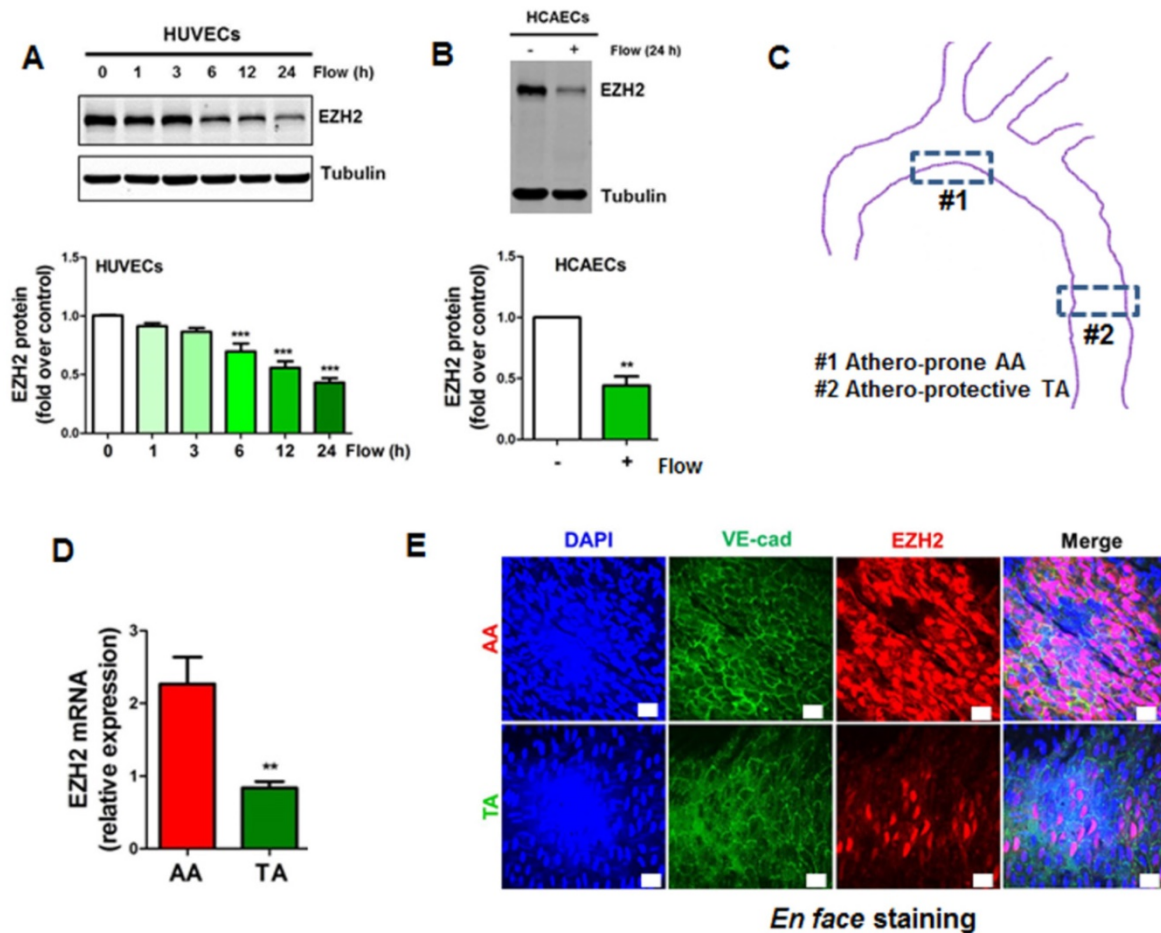 A
HUVECs
0 1 3 6 12 24 Flow (h)
EZH2
Tubulin
EZH2 protein
(fold over control)
HUVECs
1.5
1.0
0.5
0.0
***
***
***
0 1 3 6 12 24 Flow (h)
B
HCAECs
- + Flow (24 h)
EZH2
Tubulin
EZH2 protein
(fold over control)
HCAECs
1.5
1.0
0.5
0.0
**
- + Flow
C
#1
#2
#1 Athero-prone AA
#2 Athero-protective TA
D
EZH2 mRNA
(relative expression)
3
2
1
0
**
AA TA
E
DAPI VE-cad EZH2 Merge
AA
TA
En face staining